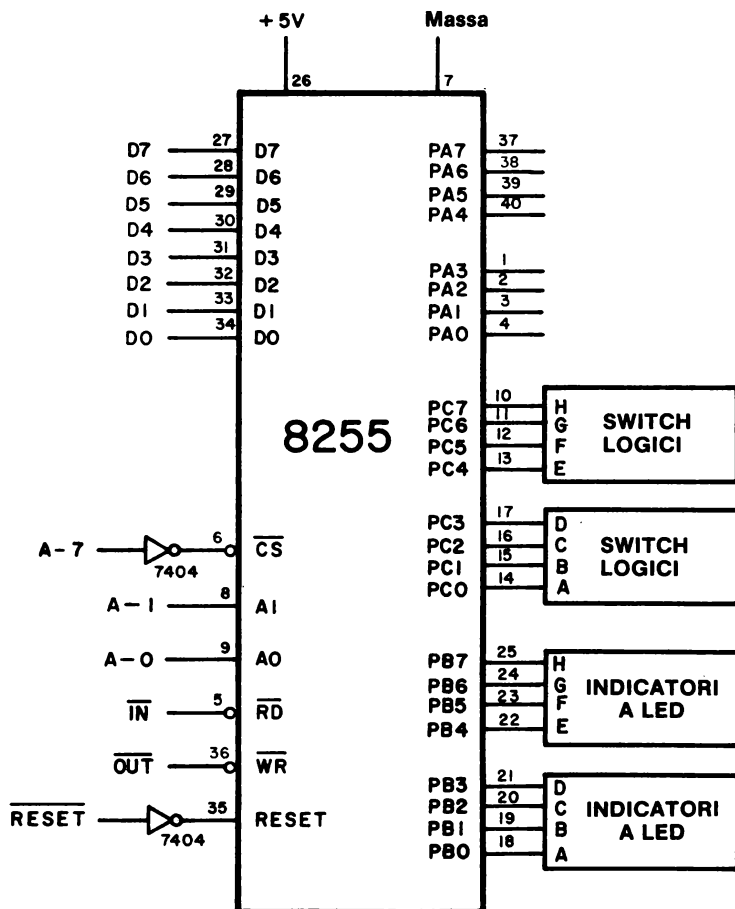 +5V
Massa
26
7
D7 27 D7
D6 28 D6
D5 29 D5
D4 30 D4
D3 31 D3
D2 32 D2
D1 33 D1
D0 34 D0
PA7 37
PA6 38
PA5 39
PA4 40
PA3 1
PA2 2
PA1 3
PA0 4
8255
PC7 10 H
PC6 11 G
PC5 12 F
PC4 13 E
SWITCH
LOGICI
PC3 17 D
PC2 16 C
PC1 15 B
PC0 14 A
SWITCH
LOGICI
A-7 7404 6 CS
A-1 8 A1
A-0 9 A0
IN 5 RD
OUT 36 WR
RESET 7404 35 RESET
PB7 25 H
PB6 24 G
PB5 23 F
PB4 22 E
INDICATORI
A LED
PB3 21 D
PB2 20 C
PB1 19 B
PB0 18 A
INDICATORI
A LED